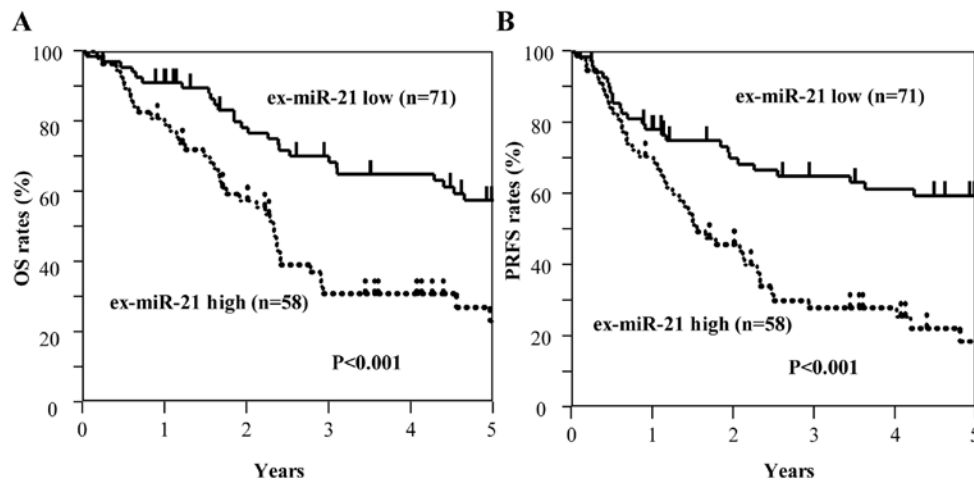 A
OS rates (%)
100
80
60
40
20
0
ex-miR-21 low (n=71)
ex-miR-21 high (n=58)
P<0.001
0 1 2 3 4 5
Years
B
PRFS rates (%)
100
80
60
40
20
0
ex-miR-21 low (n=71)
ex-miR-21 high (n=58)
P<0.001
0 1 2 3 4 5
Years